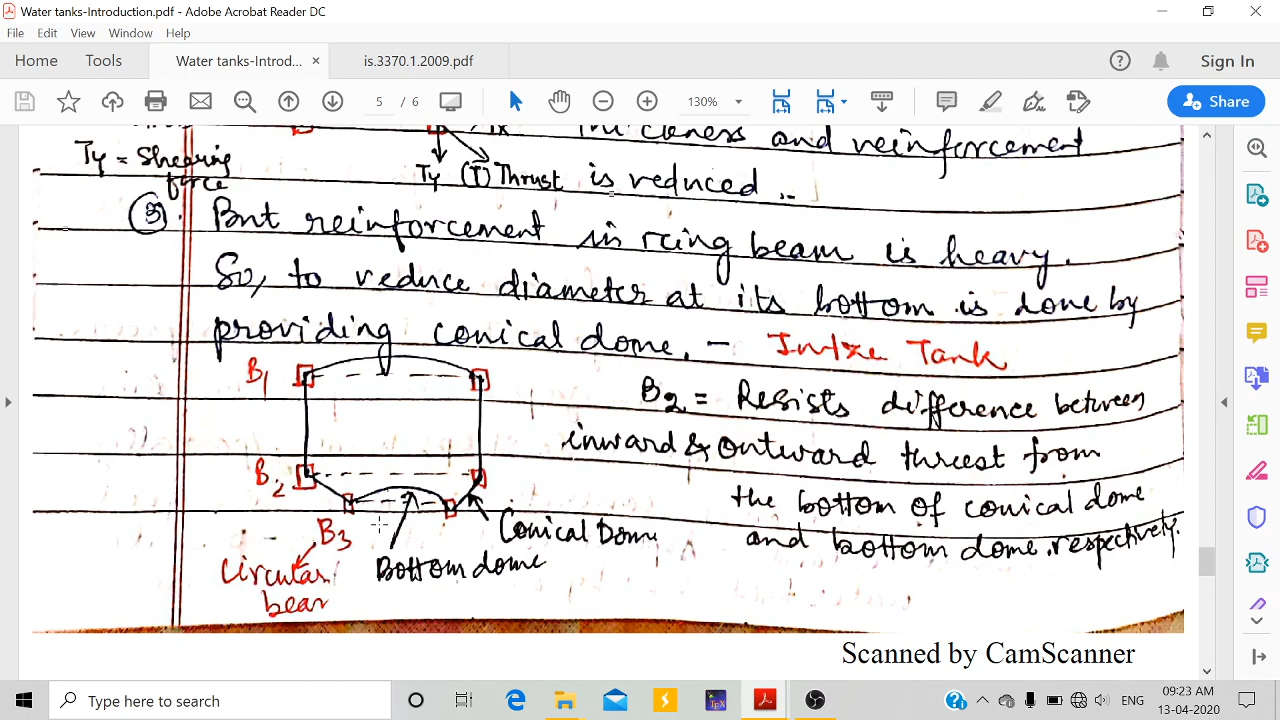 Water tanks-Introduction.pdf - Adobe Acrobat Reader DC
File Edit View Window Help
Home Tools Water tanks-Introd... × is.3370.1.2009.pdf Sign In
5 / 6 130% Share
thickness and reinforcement
Ty = Shearing
force
Ty (T) Thrust is reduced ..
③. But reinforcement in rcing beam is heavy.
So, to reduce diameter at its bottom is done by
providing conical dome, - Intze Tank
B1
B2 = Resists difference between
inward & outward thrust from
B2
the bottom of conical dome
B3 Conical Dome and bottom dome respectively.
Circular Bottom dome
beam
Scanned by CamScanner
Type here to search
ENG
09:23 AM
13-04-2020